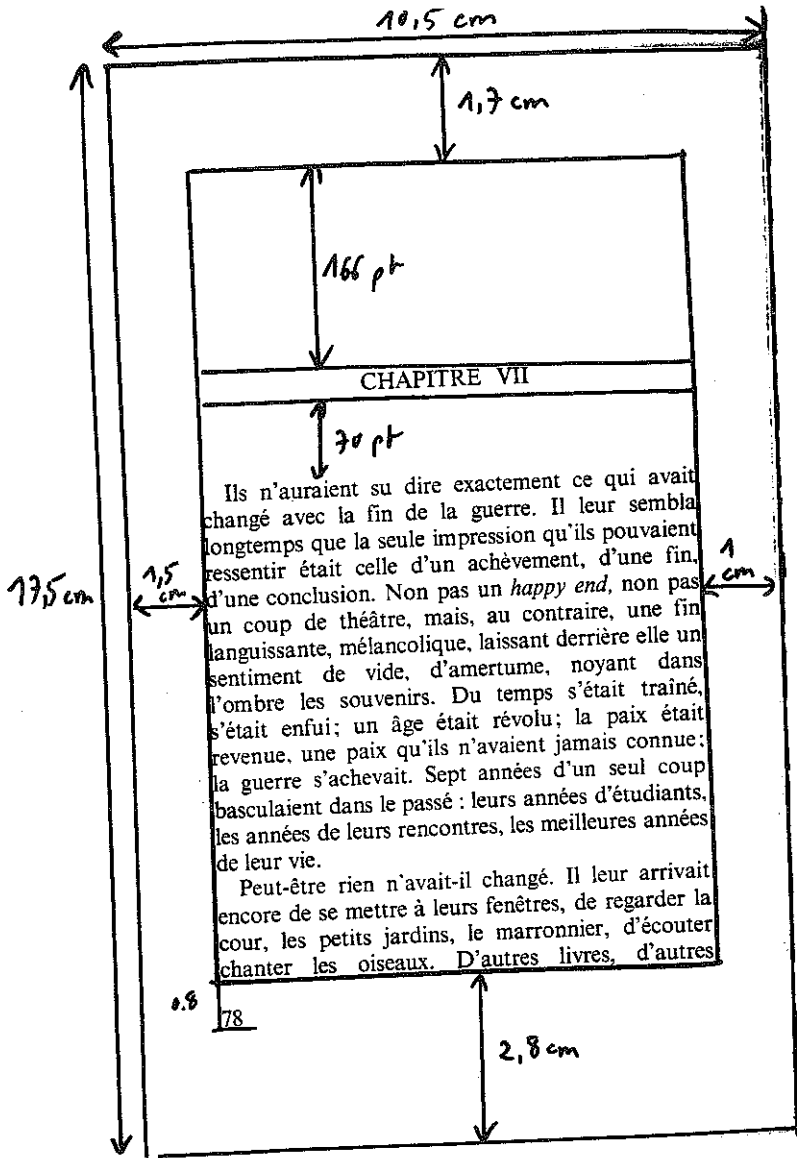 10,5 cm
1,7 cm
166 pt
CHAPITRE VII
70 pt
Ils n'auraient su dire exactement ce qui avait
changé avec la fin de la guerre. Il leur sembla
longtemps que la seule impression qu'ils pouvaient
ressentir était celle d'un achèvement, d'une fin,
d'une conclusion. Non pas un happy end, non pas
un coup de théâtre, mais, au contraire, une fin
languissante, mélancolique, laissant derrière elle un
sentiment de vide, d'amertume, noyant dans
l'ombre les souvenirs. Du temps s'était traîné,
s'était enfui; un âge était révolu; la paix était
revenue, une paix qu'ils n'avaient jamais connue;
la guerre s'achevait. Sept années d'un seul coup
basculaient dans le passé : leurs années d'étudiants,
les années de leurs rencontres, les meilleures années
de leur vie.
Peut-être rien n'avait-il changé. Il leur arrivait
encore de se mettre à leurs fenêtres, de regarder la
cour, les petits jardins, le marronnier, d'écouter
chanter les oiseaux. D'autres livres, d'autres
17,5 cm
1,5 cm
1 cm
0.8
78
2,8 cm